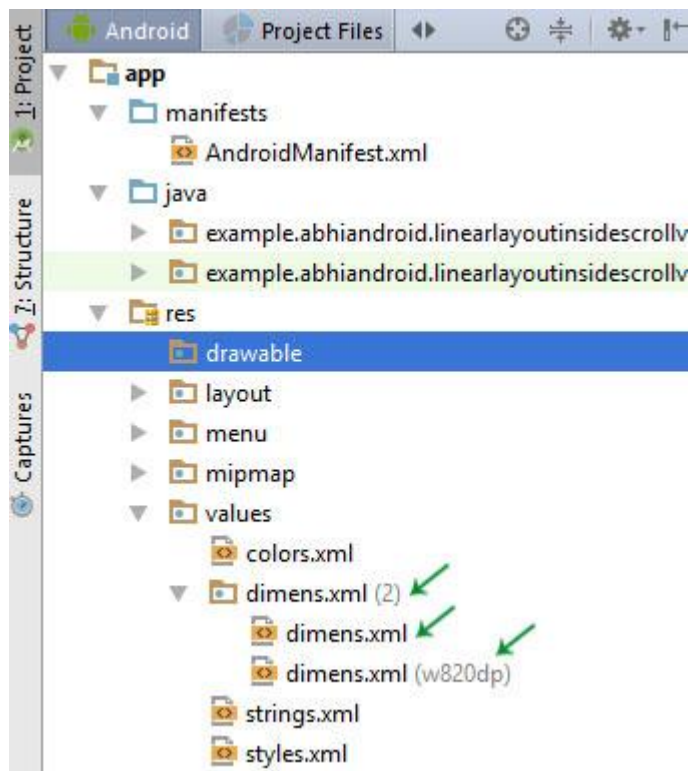 Android Project Files
1: Project
7: Structure
Captures
app
manifests
AndroidManifest.xml
java
example.abhiandroid.linearlayoutinsidescrollv
example.abhiandroid.linearlayoutinsidescrollv
res
drawable
layout
menu
mipmap
values
colors.xml
dimens.xml (2)
dimens.xml
dimens.xml (w820dp)
strings.xml
styles.xml